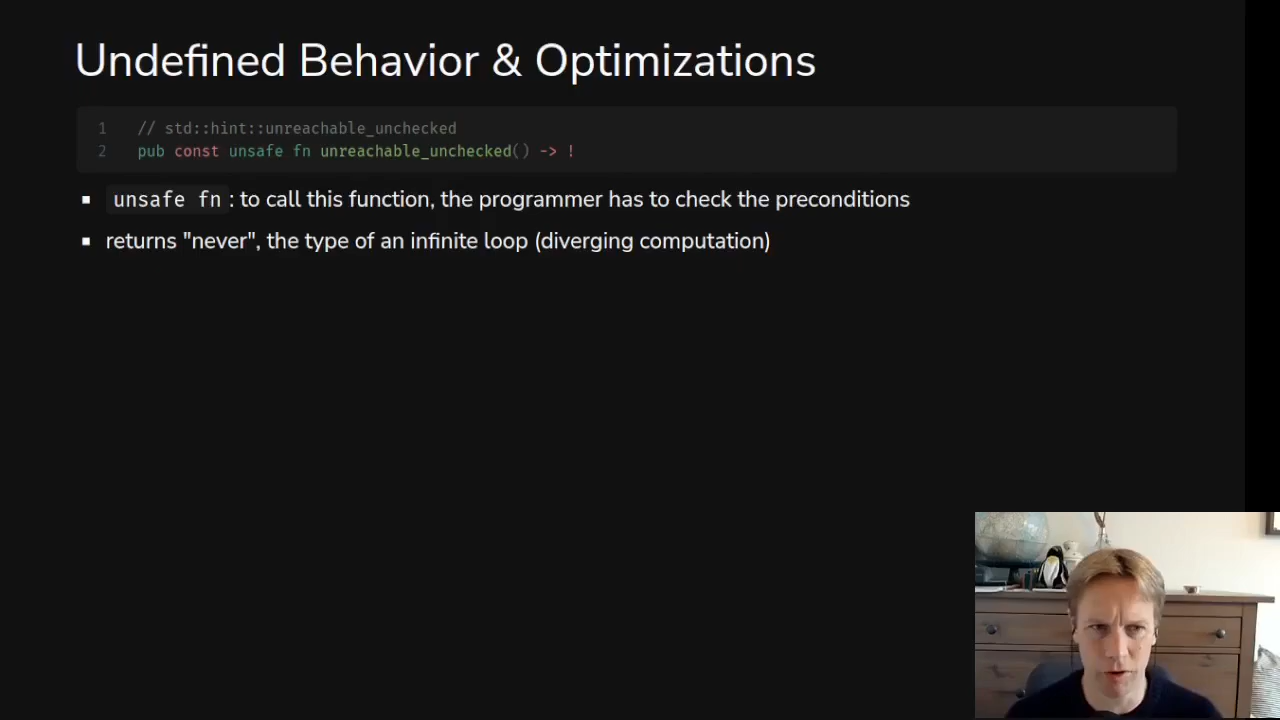 Undefined Behavior & Optimizations
1 // std::hint::unreachable_unchecked
2 pub const unsafe fn unreachable_unchecked() -> !
▪ unsafe fn : to call this function, the programmer has to check the preconditions
▪ returns "never", the type of an infinite loop (diverging computation)